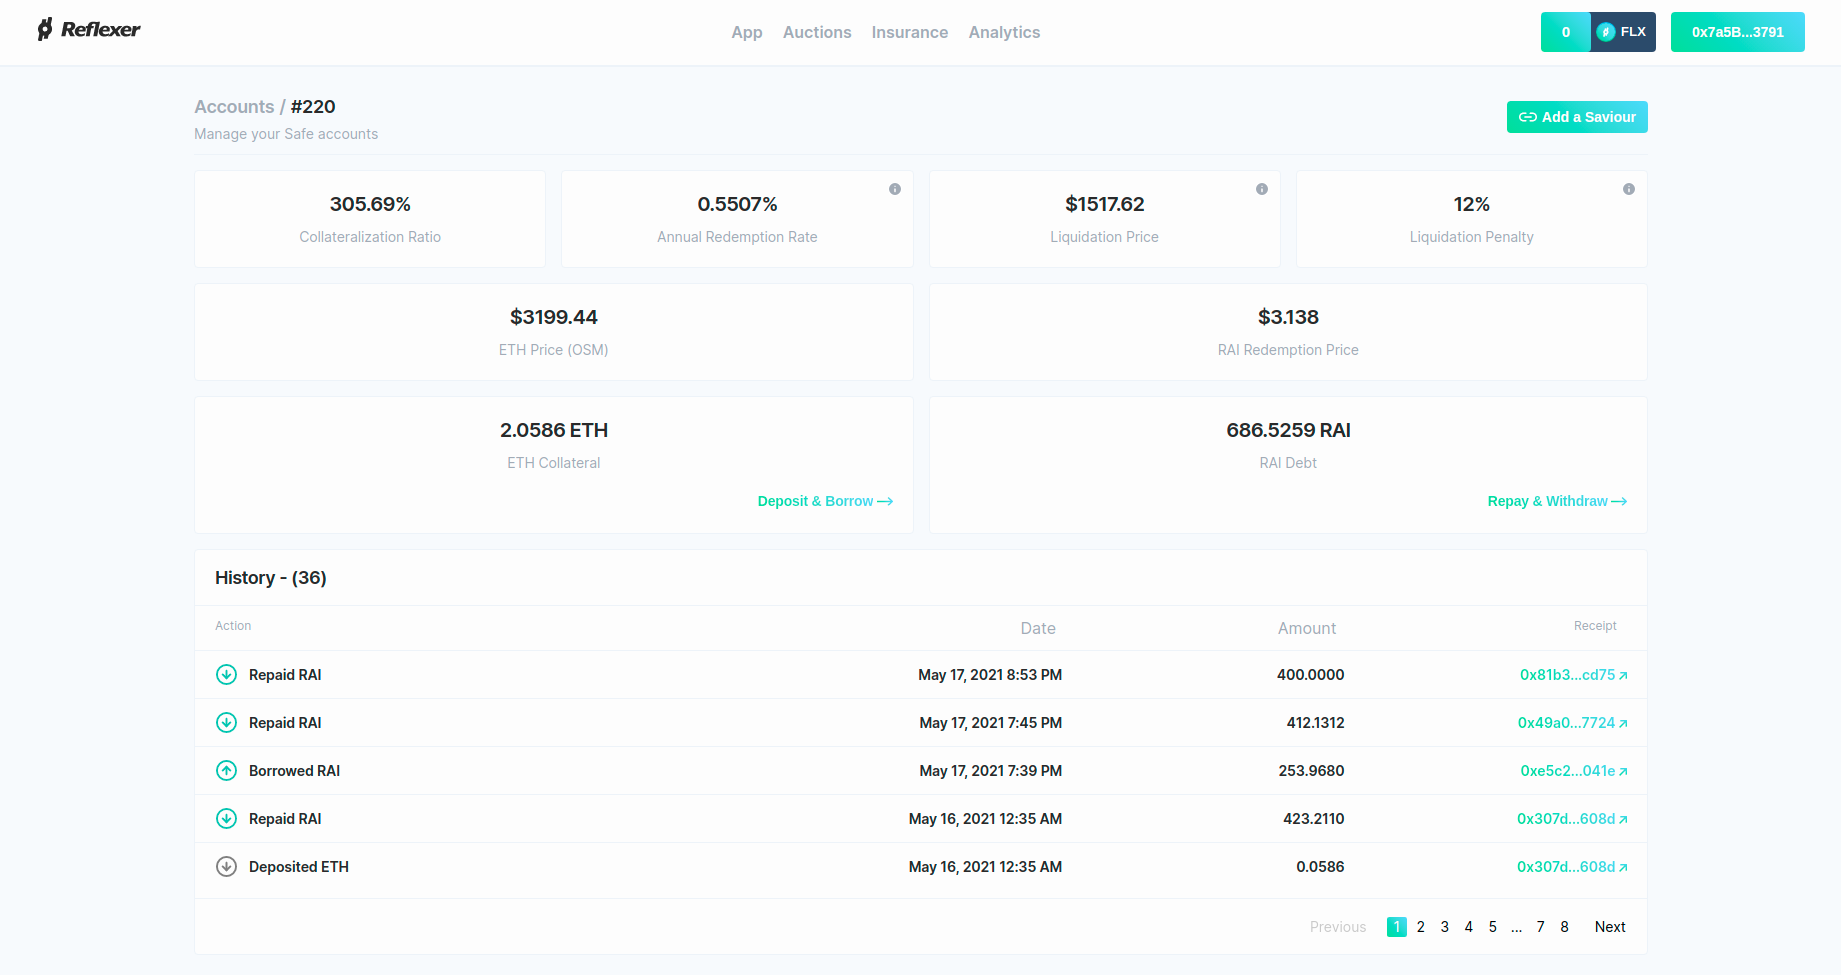 Reflexer
App Auctions Insurance Analytics
0 FLX 0x7a5B...3791
Accounts / #220
Manage your Safe accounts
Add a Saviour
305.69%
Collateralization Ratio
0.5507%
Annual Redemption Rate
$1517.62
Liquidation Price
12%
Liquidation Penalty
$3199.44
ETH Price (OSM)
$3.138
RAI Redemption Price
2.0586 ETH
ETH Collateral
Deposit & Borrow →
686.5259 RAI
RAI Debt
Repay & Withdraw →
History - (36)
Action Date Amount Receipt
Repaid RAI May 17, 2021 8:53 PM 400.0000 0x81b3...cd75 ↗
Repaid RAI May 17, 2021 7:45 PM 412.1312 0x49a0...7724 ↗
Borrowed RAI May 17, 2021 7:39 PM 253.9680 0xe5c2...041e ↗
Repaid RAI May 16, 2021 12:35 AM 423.2110 0x307d...608d ↗
Deposited ETH May 16, 2021 12:35 AM 0.0586 0x307d...608d ↗
Previous 1 2 3 4 5 ... 7 8 Next